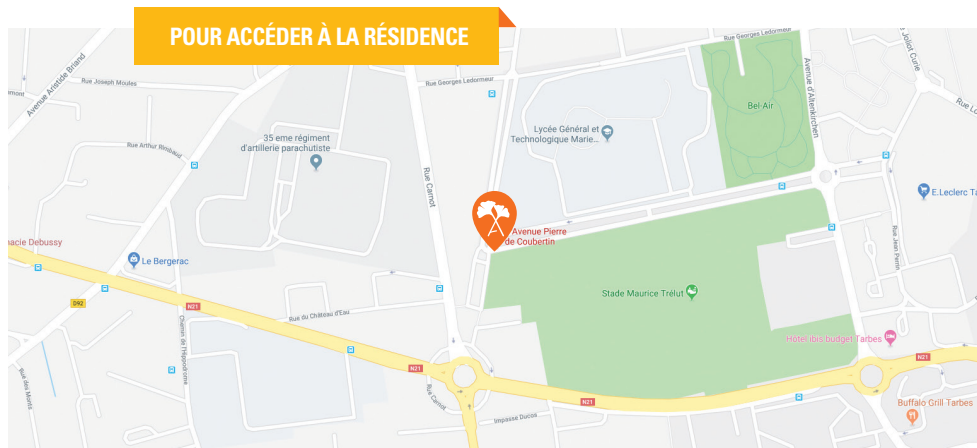 POUR ACCÉDER À LA RÉSIDENCE
Rue Georges Ledormeur
Avenue Aristide Briand
Rue Joseph Moules
Rue Georges Ledormeur
Avenue d'Altenkirchen
Joliot Curie
Bel-Air
35 eme régiment
d'artillerie parachutiste
Lycée Général et
Technologique Marie...
Rue Arthur Rimbaud
Rue Carnot
E.Leclerc Ta
Avenue Pierre
de Coubertin
Rue Jean Perrin
macie Debussy
Le Bergerac
Stade Maurice Trélut
D92
N21
Rue du Château d'Eau
Chemin de l'Hippodrome
Hotel ibis budget Tarbes
N21
N21
N21
Rue des Monts
Rue Carnot
Impasse Ducos
Buffalo Grill Tarbes